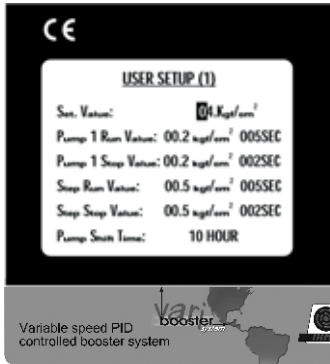 CE
USER SETUP (1)
Set. Value: 04.Kgf/cm²
Pump 1 Run Value: 00.2 kgf/cm² 005SEC
Pump 1 Stop Value: 00.2 kgf/cm² 002SEC
Step Run Value: 00.5 kgf/cm² 005SEC
Step Stop Value: 00.5 kgf/cm² 002SEC
Pump Shift Time: 10 HOUR
vari
booster
system
Variable speed PID
controlled booster system